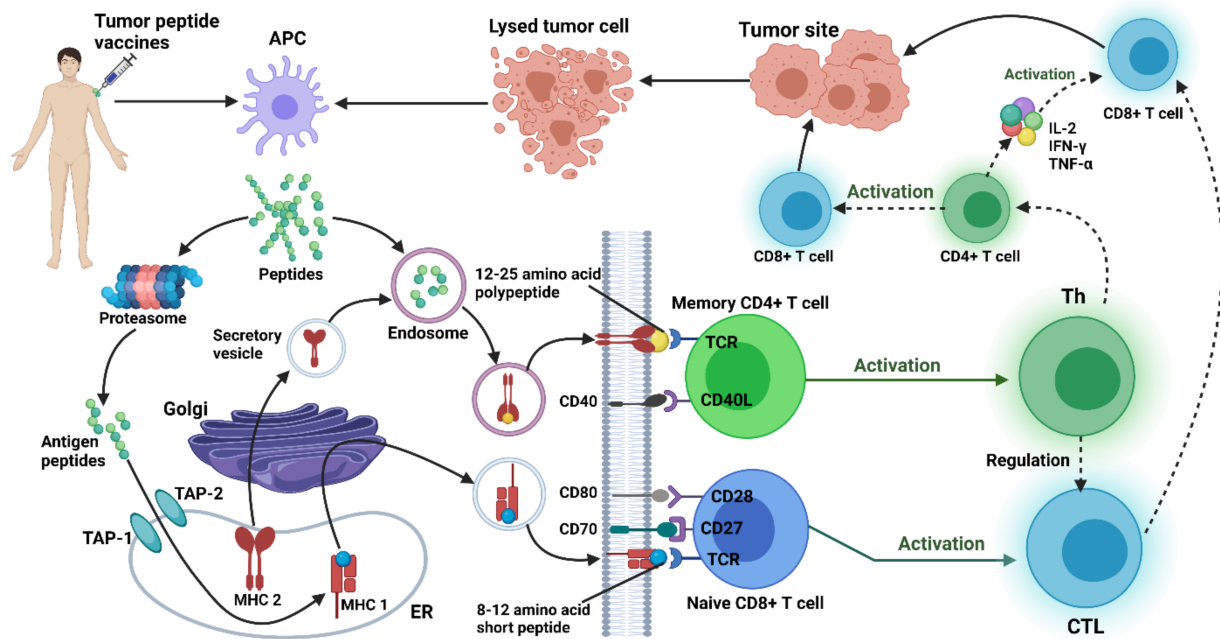 Tumor peptide
vaccines
APC
Lysed tumor cell
Tumor site
Activation
CD8+ T cell
IL-2
IFN-γ
TNF-α
Activation
CD8+ T cell
CD4+ T cell
Peptides
Proteasome
Secretory
vesicle
Endosome
12-25 amino acid
polypeptide
Memory CD4+ T cell
TCR
CD40
CD40L
Activation
Th
Regulation
Golgi
Antigen
peptides
TAP-2
TAP-1
MHC 2
MHC 1
ER
CD80
CD28
CD70
CD27
TCR
8-12 amino acid
short peptide
Naive CD8+ T cell
Activation
CTL